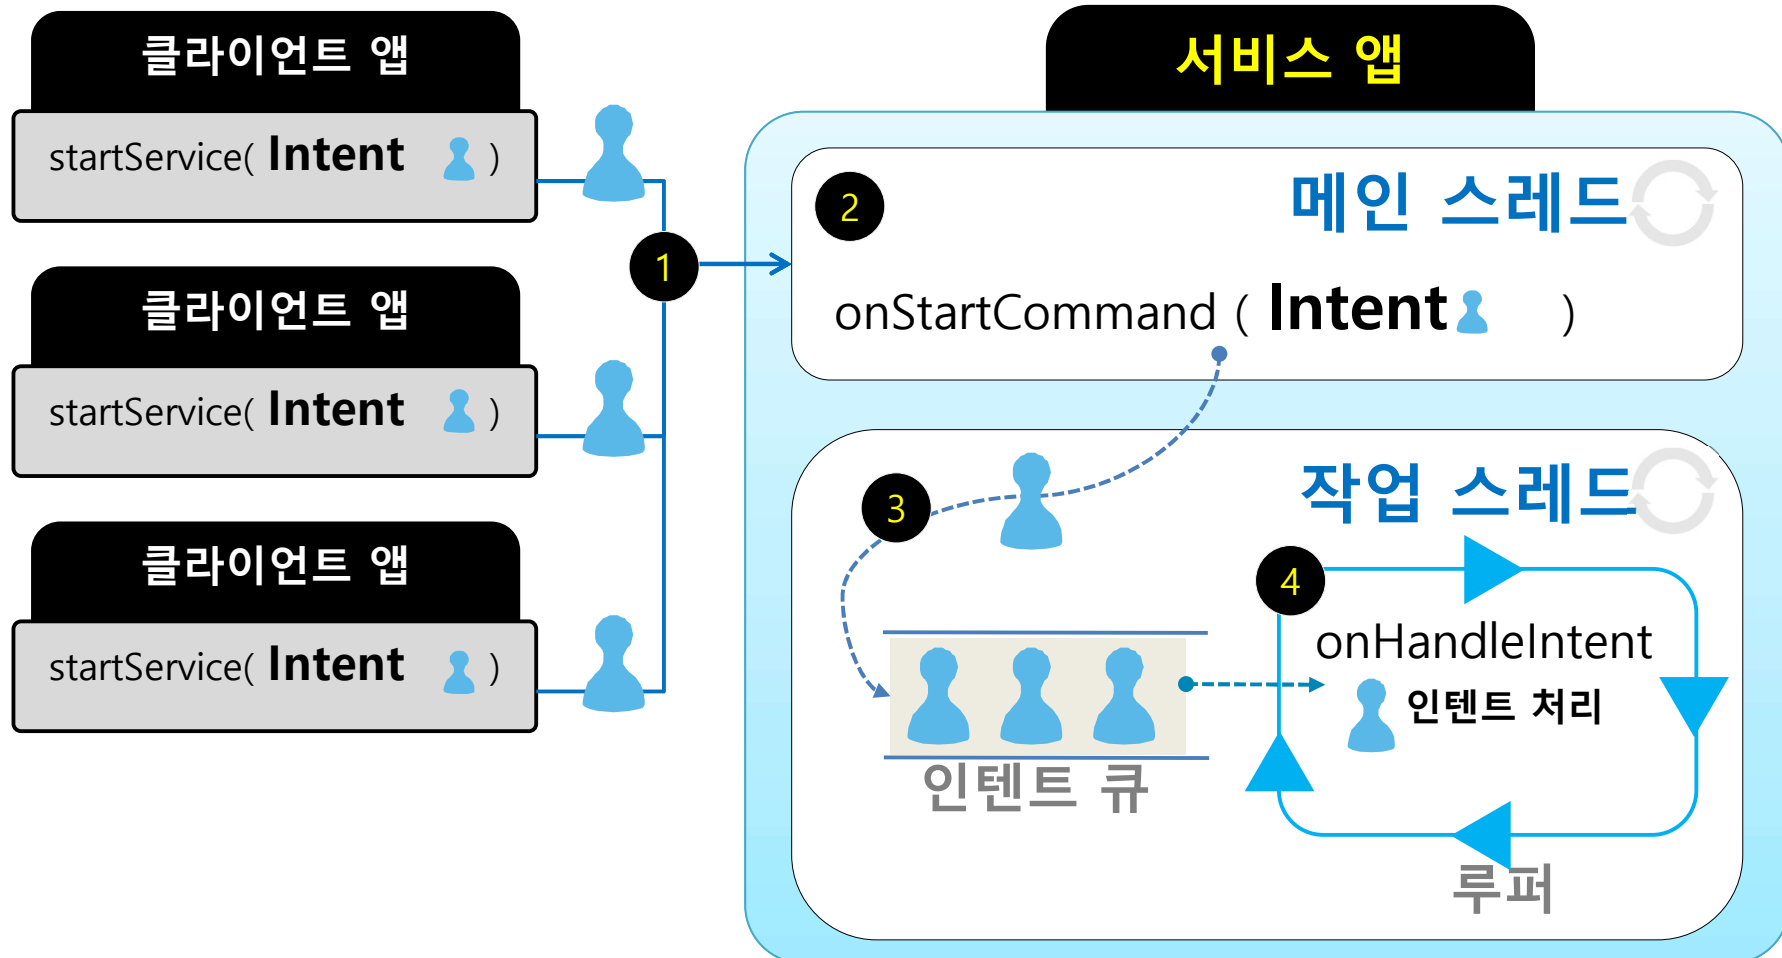 클라이언트 앱
startService( Intent )
클라이언트 앱
startService( Intent )
클라이언트 앱
startService( Intent )
1
서비스 앱
2
메인 스레드
onStartCommand ( Intent )
3
작업 스레드
4
onHandleIntent
인텐트 처리
인텐트 큐
루퍼